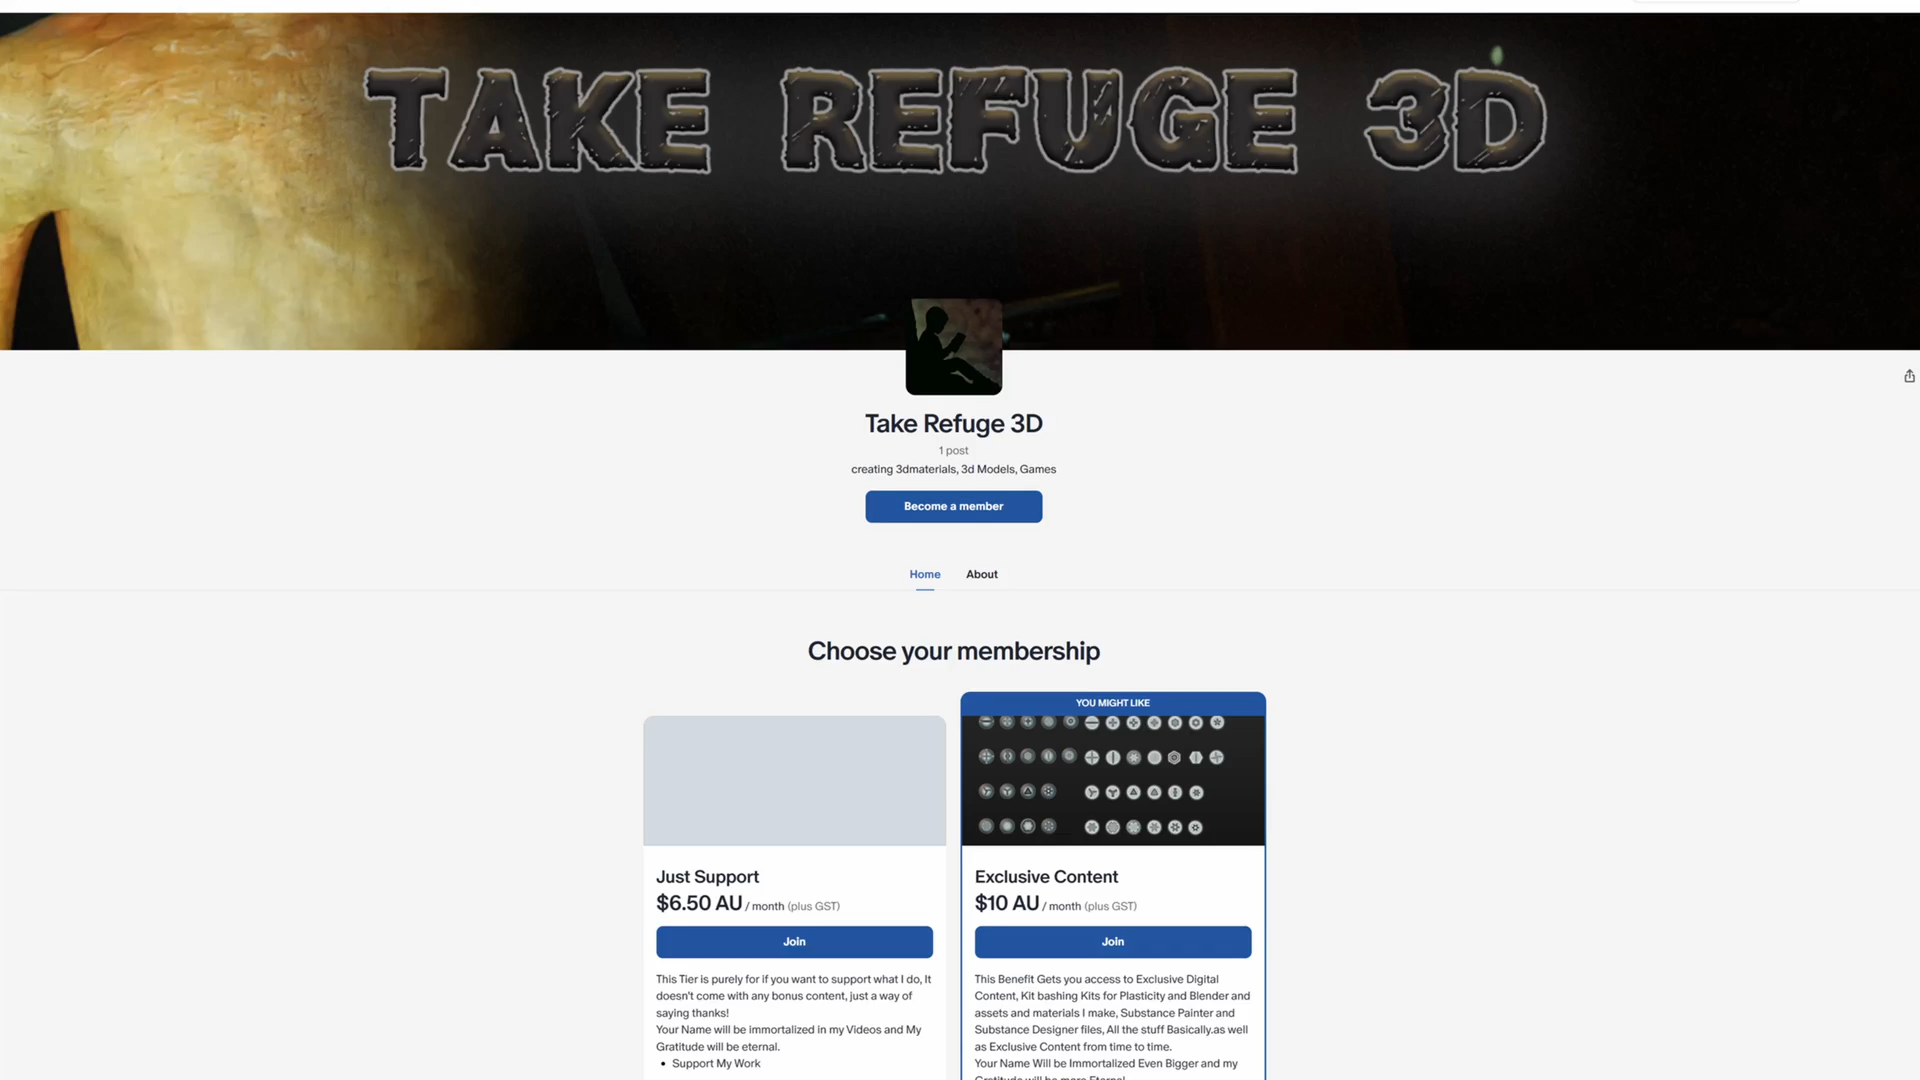 TAKE REFUGE 3D
Take Refuge 3D
1 post
creating 3dmaterials, 3d Models, Games
Become a member
Home
About
Choose your membership
Just Support
$6.50 AU / month (plus GST)
Join
This Tier is purely for if you want to support what I do, It
doesn't come with any bonus content, just a way of
saying thanks!
Your Name will be immortalized in my Videos and My
Gratitude will be eternal.
• Support My Work
YOU MIGHT LIKE
Exclusive Content
$10 AU / month (plus GST)
Join
This Benefit Gets you access to Exclusive Digital
Content, Kit bashing Kits for Plasticity and Blender and
assets and materials I make, Substance Painter and
Substance Designer files, All the stuff Basically.as well
as Exclusive Content from time to time.
Your Name Will be Immortalized Even Bigger and my
Gratitude will be more Eternal